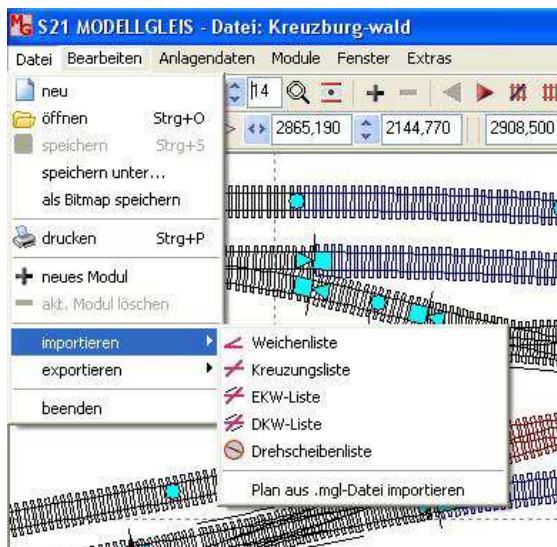 MG S21 MODELLGLEIS - Datei: Kreuzburg-wald
Datei Bearbeiten Anlagendaten Module Fenster Extras
neu
14
öffnen Strg+O
2865,190 2144,770 2908,500
speichern Strg+S
speichern unter...
als Bitmap speichern
drucken Strg+P
neues Modul
akt. Modul löschen
importieren
exportieren
beenden
Weichenliste
Kreuzungsliste
EKW-Liste
DKW-Liste
Drehscheibenliste
Plan aus .mgl-Datei importieren